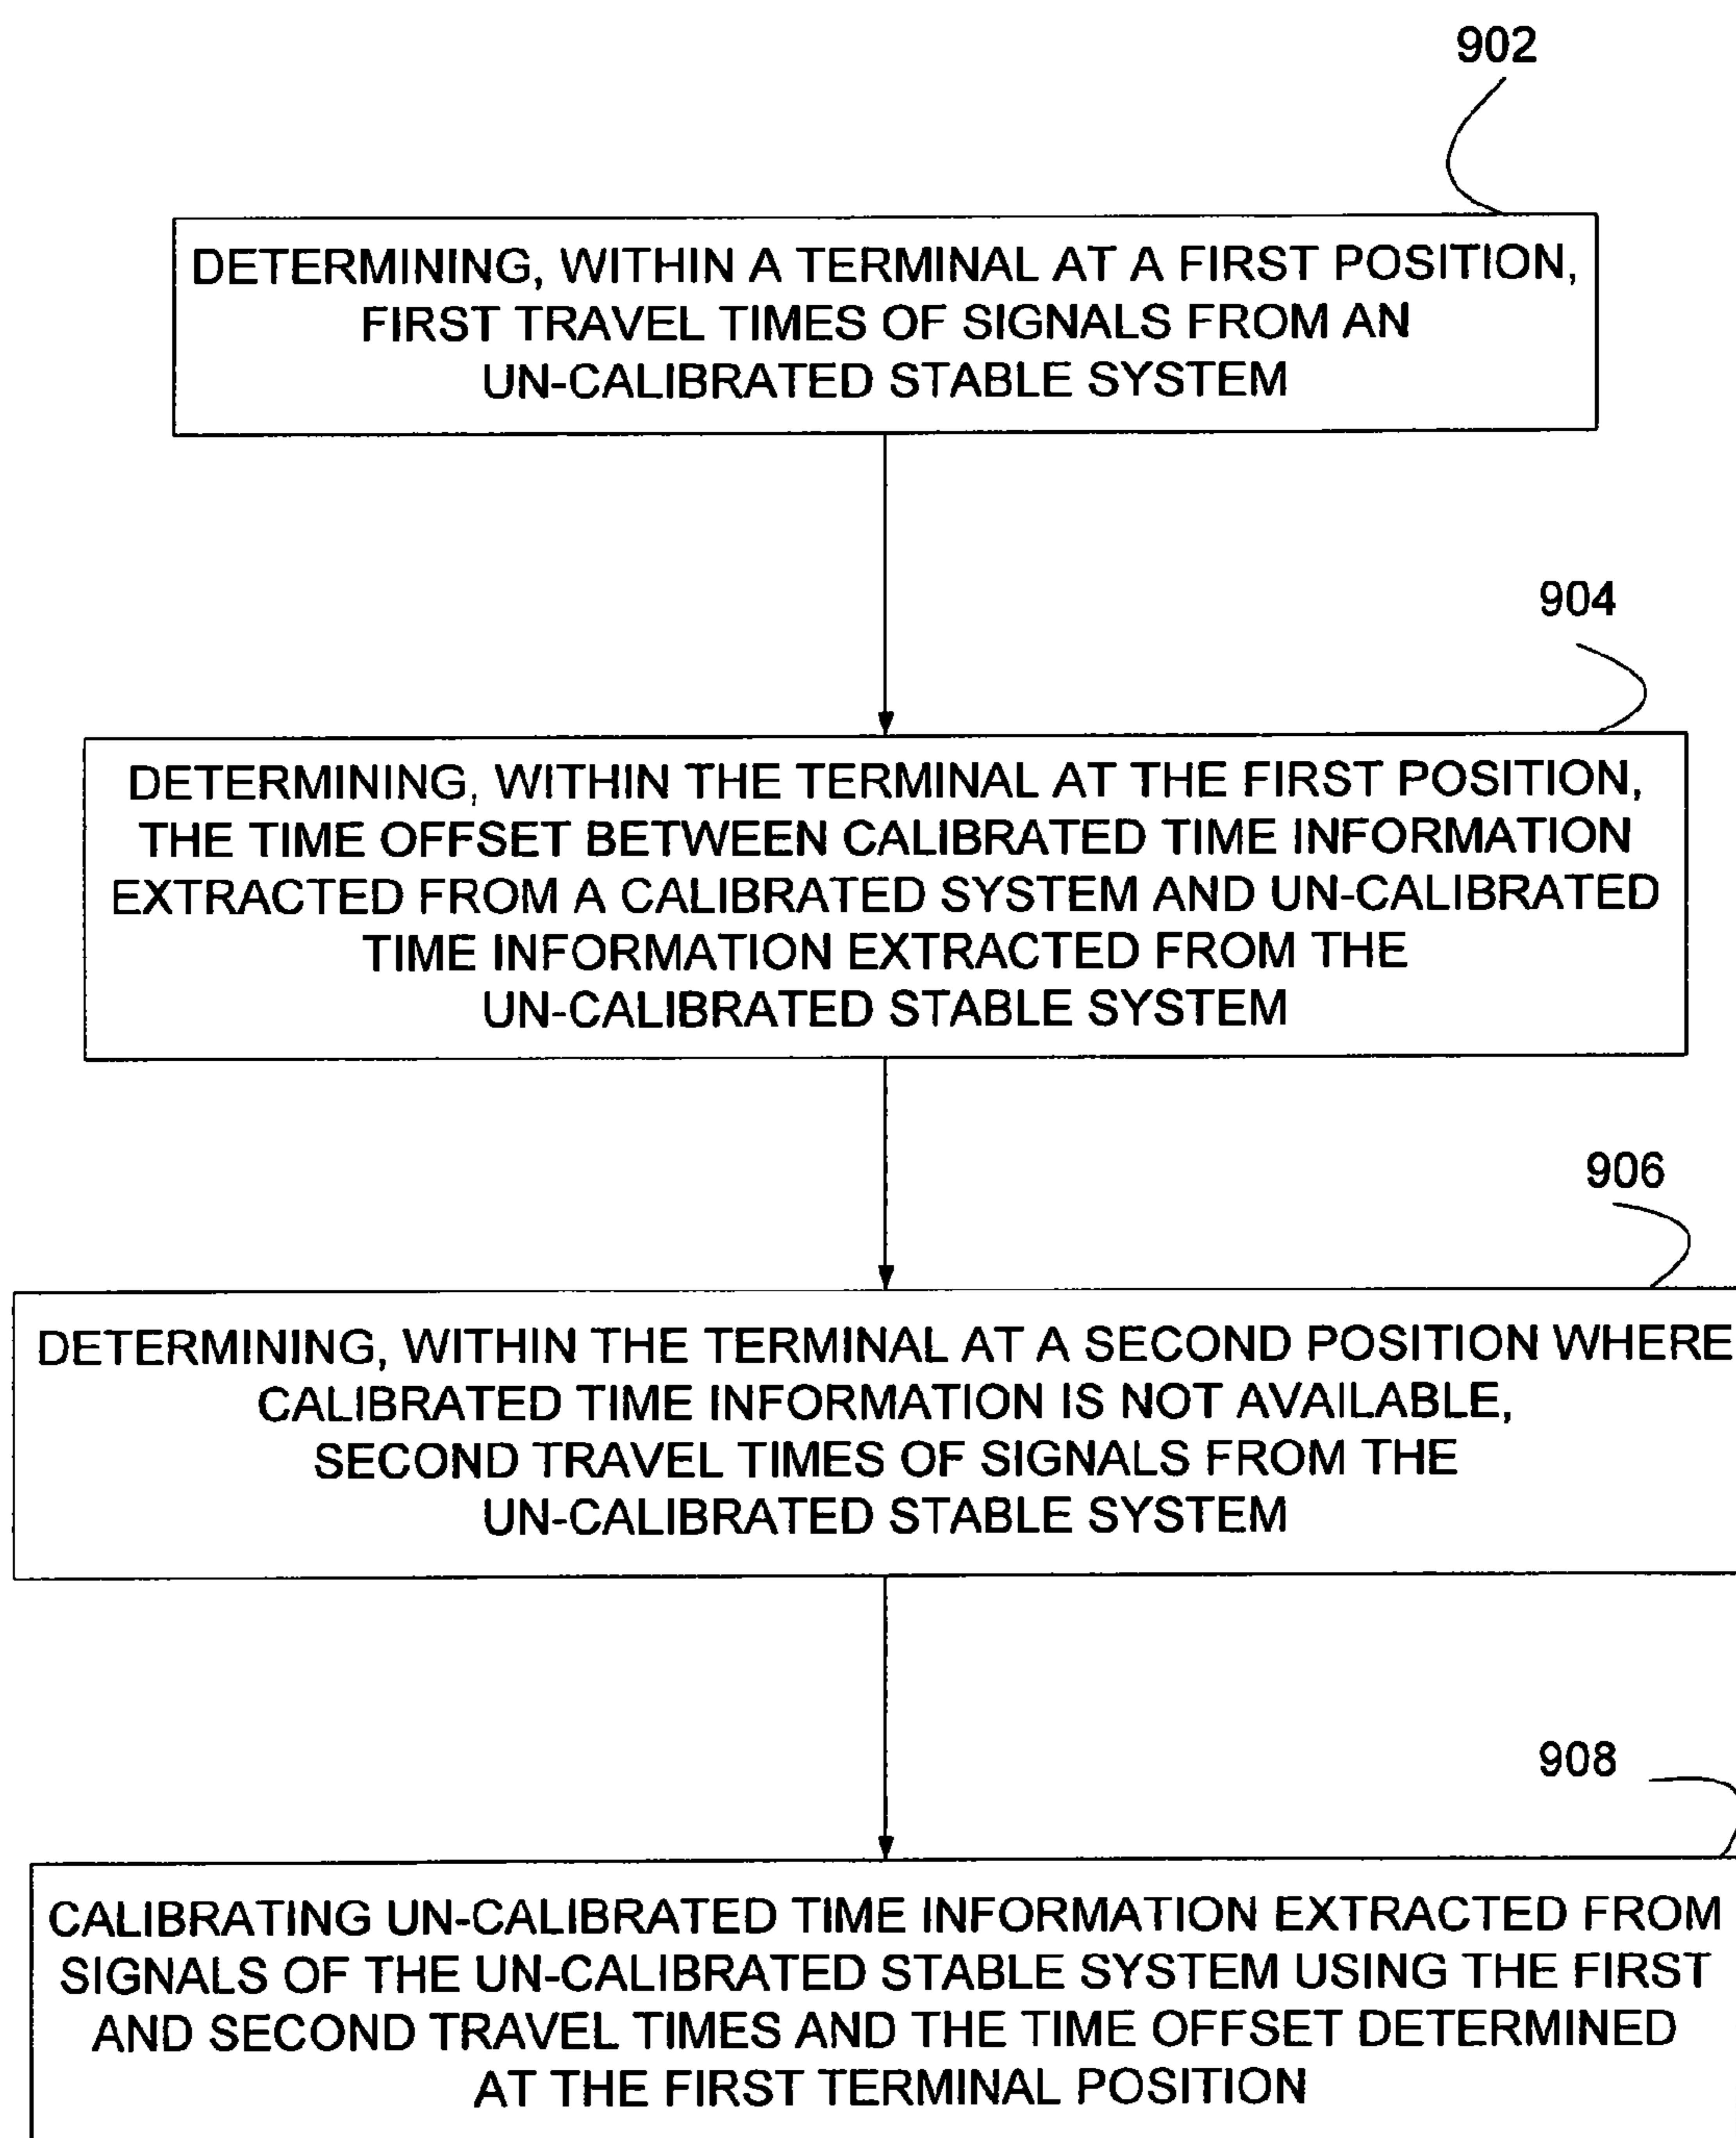 902
DETERMINING, WITHIN A TERMINAL AT A FIRST POSITION,
FIRST TRAVEL TIMES OF SIGNALS FROM AN
UN-CALIBRATED STABLE SYSTEM
904
DETERMINING, WITHIN THE TERMINAL AT THE FIRST POSITION,
THE TIME OFFSET BETWEEN CALIBRATED TIME INFORMATION
EXTRACTED FROM A CALIBRATED SYSTEM AND UN-CALIBRATED
TIME INFORMATION EXTRACTED FROM THE
UN-CALIBRATED STABLE SYSTEM
906
DETERMINING, WITHIN THE TERMINAL AT A SECOND POSITION WHERE
CALIBRATED TIME INFORMATION IS NOT AVAILABLE,
SECOND TRAVEL TIMES OF SIGNALS FROM THE
UN-CALIBRATED STABLE SYSTEM
908
CALIBRATING UN-CALIBRATED TIME INFORMATION EXTRACTED FROM
SIGNALS OF THE UN-CALIBRATED STABLE SYSTEM USING THE FIRST
AND SECOND TRAVEL TIMES AND THE TIME OFFSET DETERMINED
AT THE FIRST TERMINAL POSITION